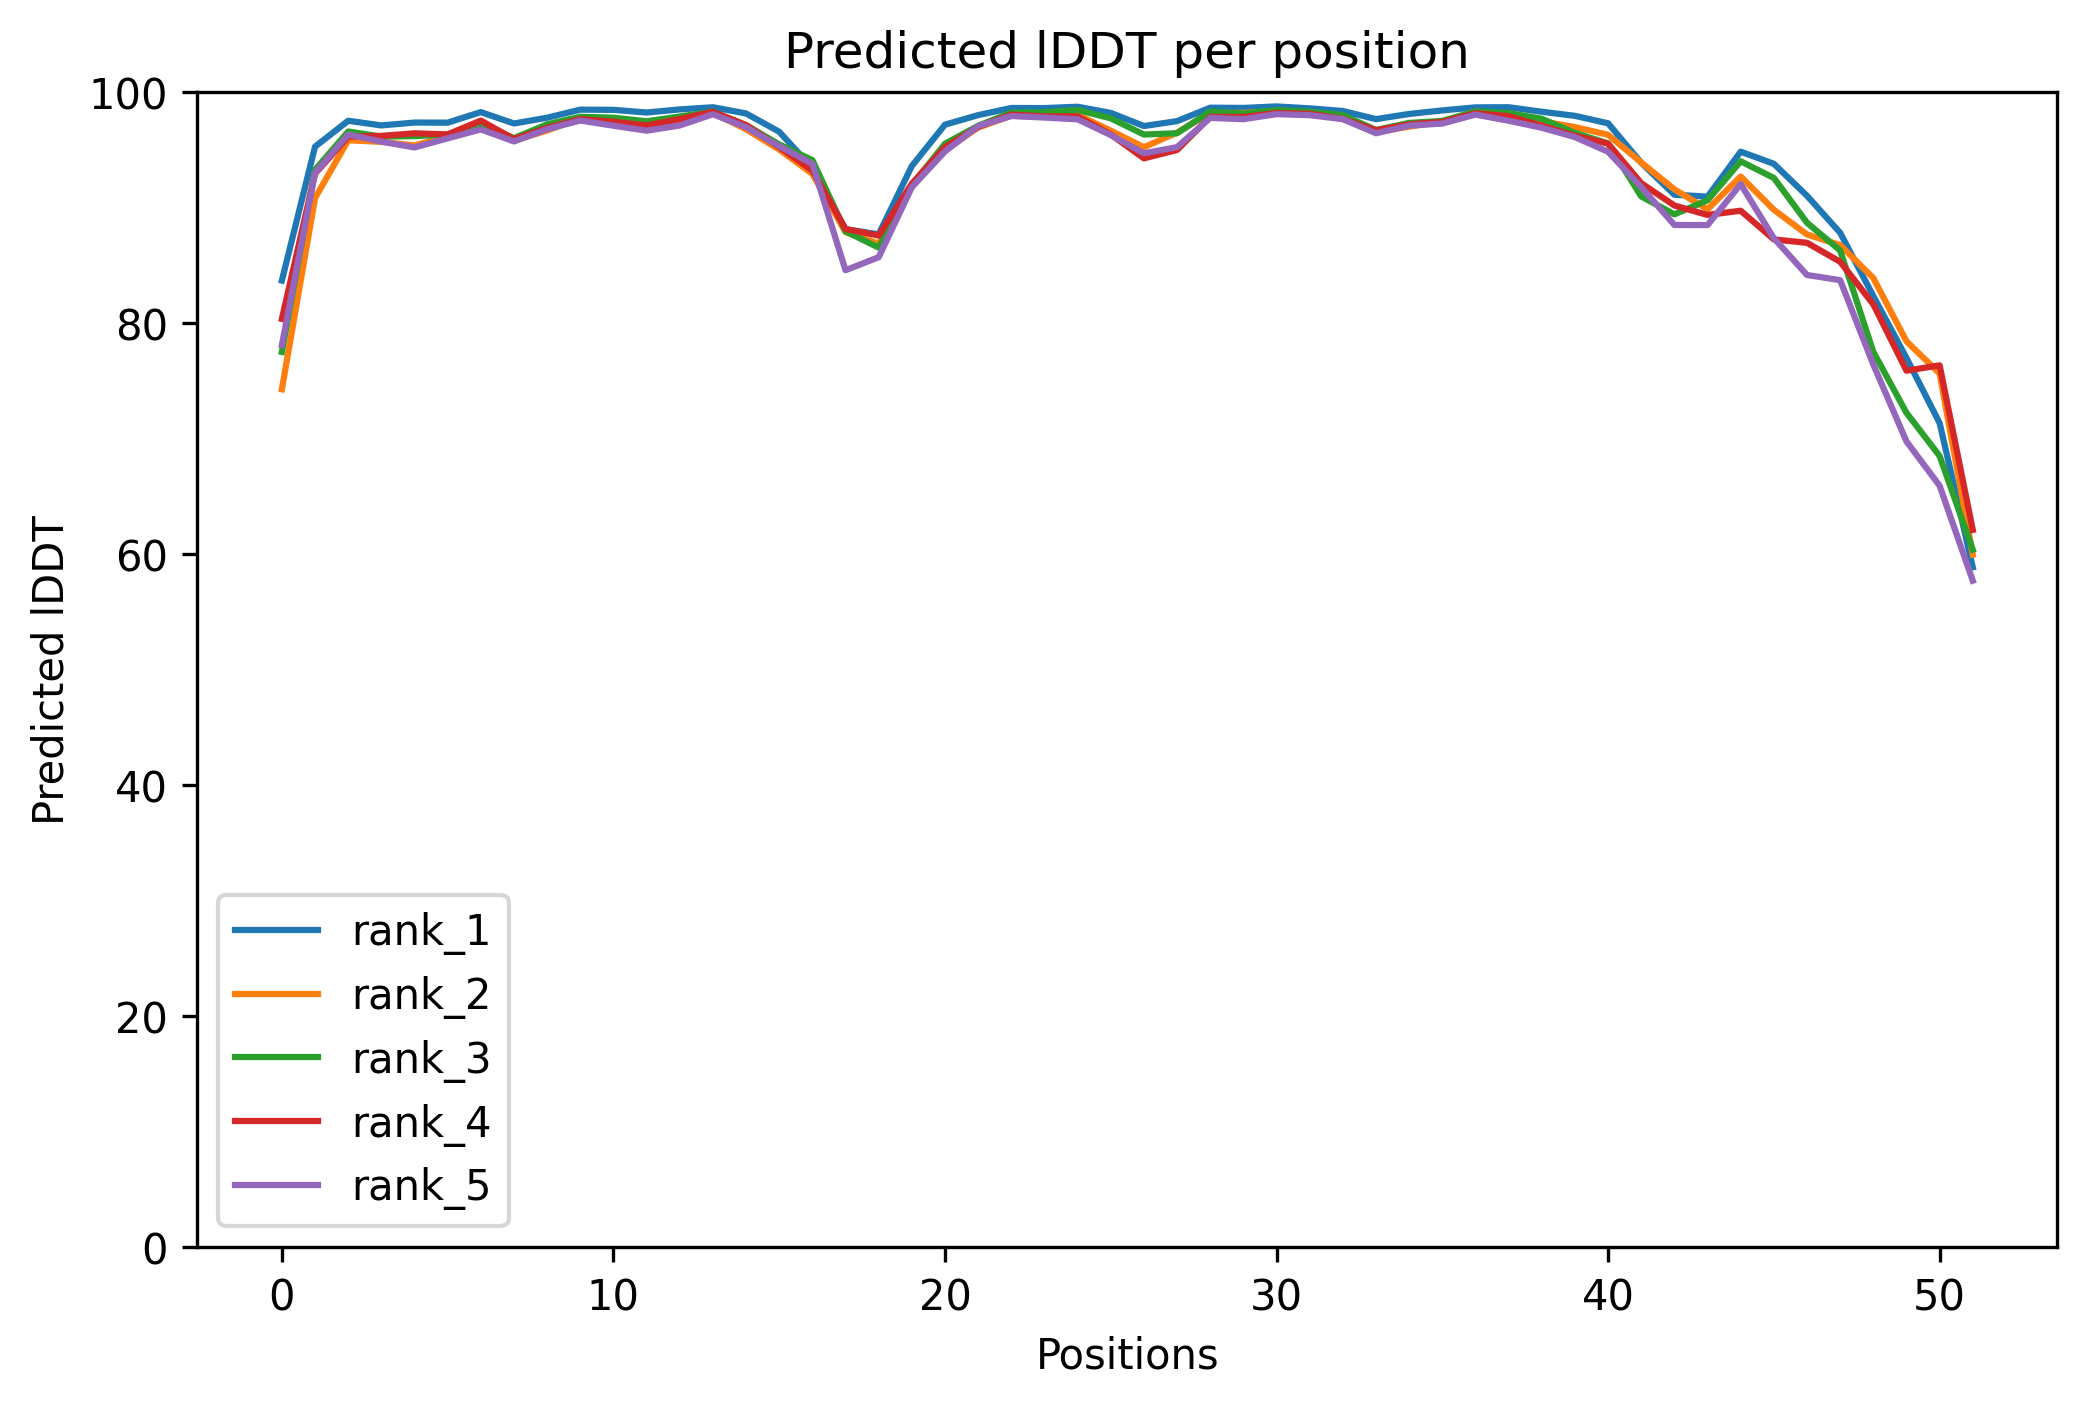 Predicted lDDT per position
100
80
60
40
20
0
Predicted lDDT
rank_1
rank_2
rank_3
rank_4
rank_5
0 10 20 30 40 50
Positions